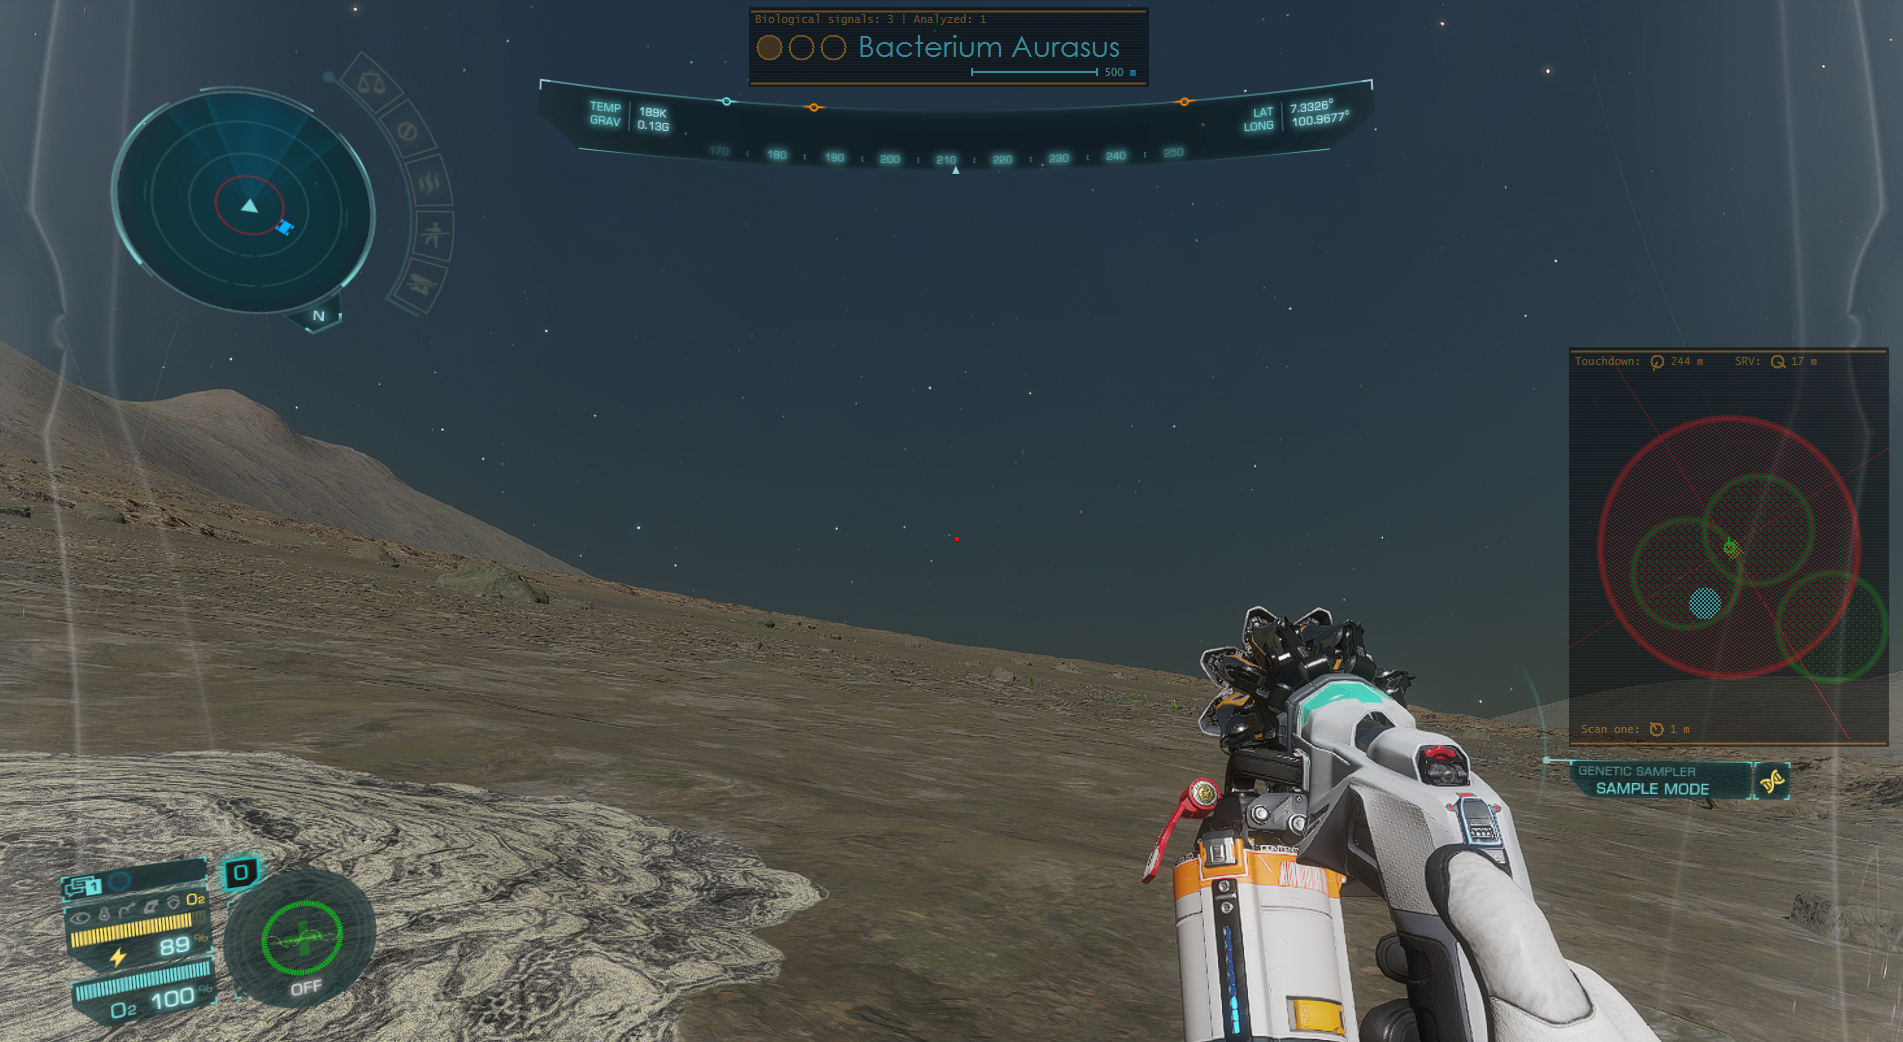 Biological signals: 3 | Analyzed: 1
Bacterium Aurasus
500 m
TEMP 189K
GRAV 0.13G
LAT 7.3326°
LONG 100.9677°
170 180 190 200 210 220 230 240 250
N
Touchdown: 244 m SRV: 17 m
Scan one: 1 m
GENETIC SAMPLER
SAMPLE MODE
1
0
O2
89 %
O2 100 %
OFF